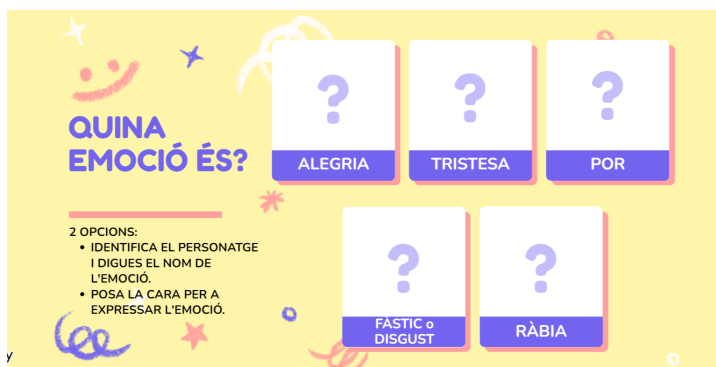 QUINA
EMOCIÓ ÉS?
2 OPCIONS:
• IDENTIFICA EL PERSONATGE
I DIGUES EL NOM DE
L'EMOCIÓ.
• POSA LA CARA PER A
EXPRESSAR L'EMOCIÓ.
?
ALEGRIA
?
TRISTESA
?
POR
?
FÀSTIC o
DISGUST
?
RÀBIA
y